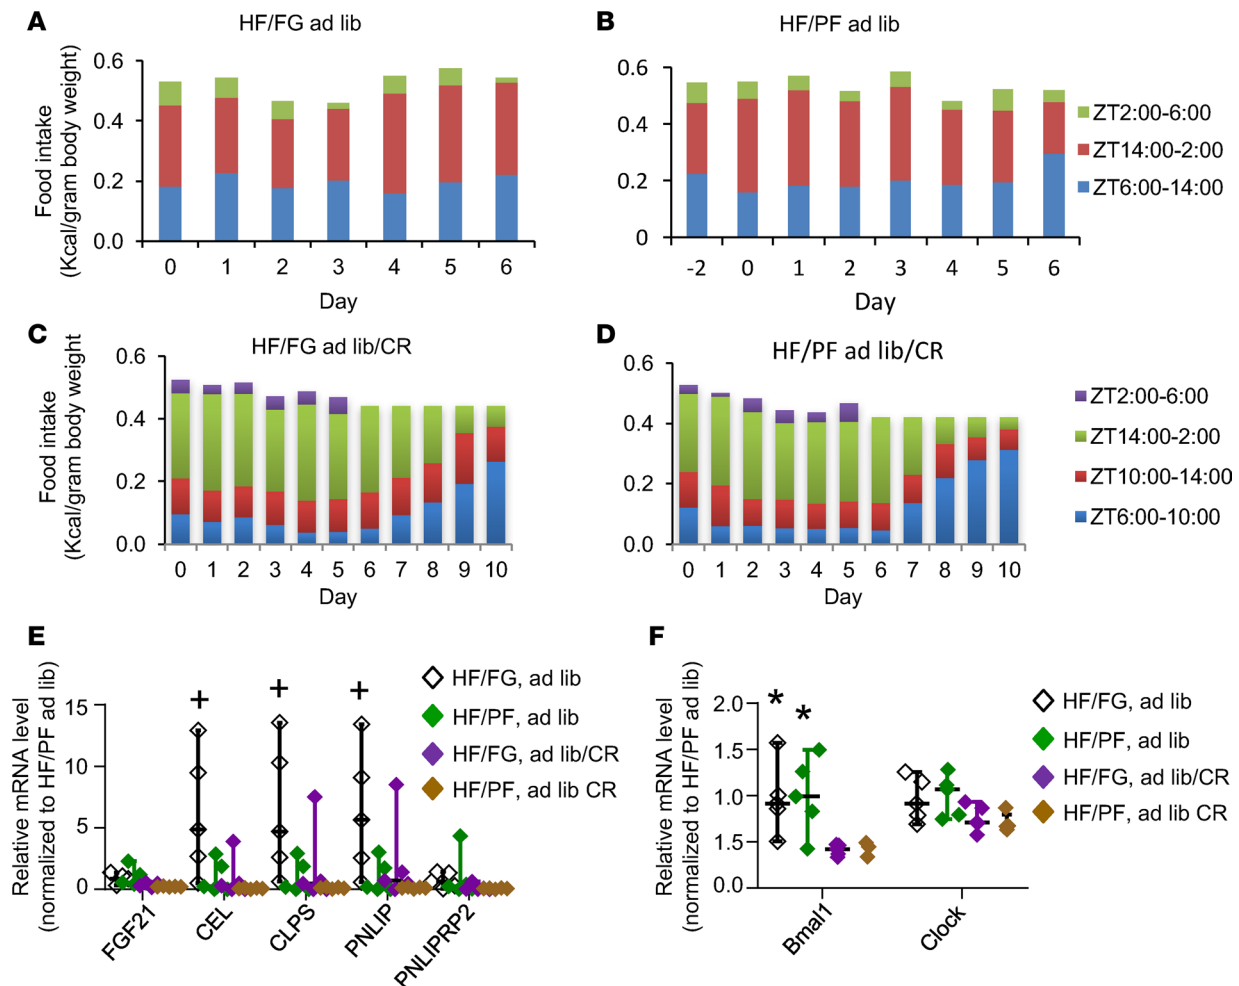 A
HF/FG ad lib
Food intake
(Kcal/gram body weight)
0.6
0.4
0.2
0.0
0 1 2 3 4 5 6
Day
B
HF/PF ad lib
0.6
0.4
0.2
0
-2 0 1 2 3 4 5 6
Day
ZT2:00-6:00
ZT14:00-2:00
ZT6:00-14:00
C
HF/FG ad lib/CR
Food intake
(Kcal/gram body weight)
0.6
0.4
0.2
0.0
0 1 2 3 4 5 6 7 8 9 10
Day
D
HF/PF ad lib/CR
0.6
0.4
0.2
0.0
0 1 2 3 4 5 6 7 8 9 10
Day
ZT2:00-6:00
ZT14:00-2:00
ZT10:00-14:00
ZT6:00-10:00
E
Relative mRNA level
(normalized to HF/PF ad lib)
15
10
5
0
+ + +
FGF21 CEL CLPS PNLIP PNLIPRP2
HF/FG, ad lib
HF/PF, ad lib
HF/FG, ad lib/CR
HF/PF, ad lib CR
F
Relative mRNA level
(normalized to HF/PF ad lib)
2.0
1.5
1.0
1.5
0.0
* *
Bmal1 Clock
HF/FG, ad lib
HF/PF, ad lib
HF/FG, ad lib/CR
HF/PF, ad lib CR